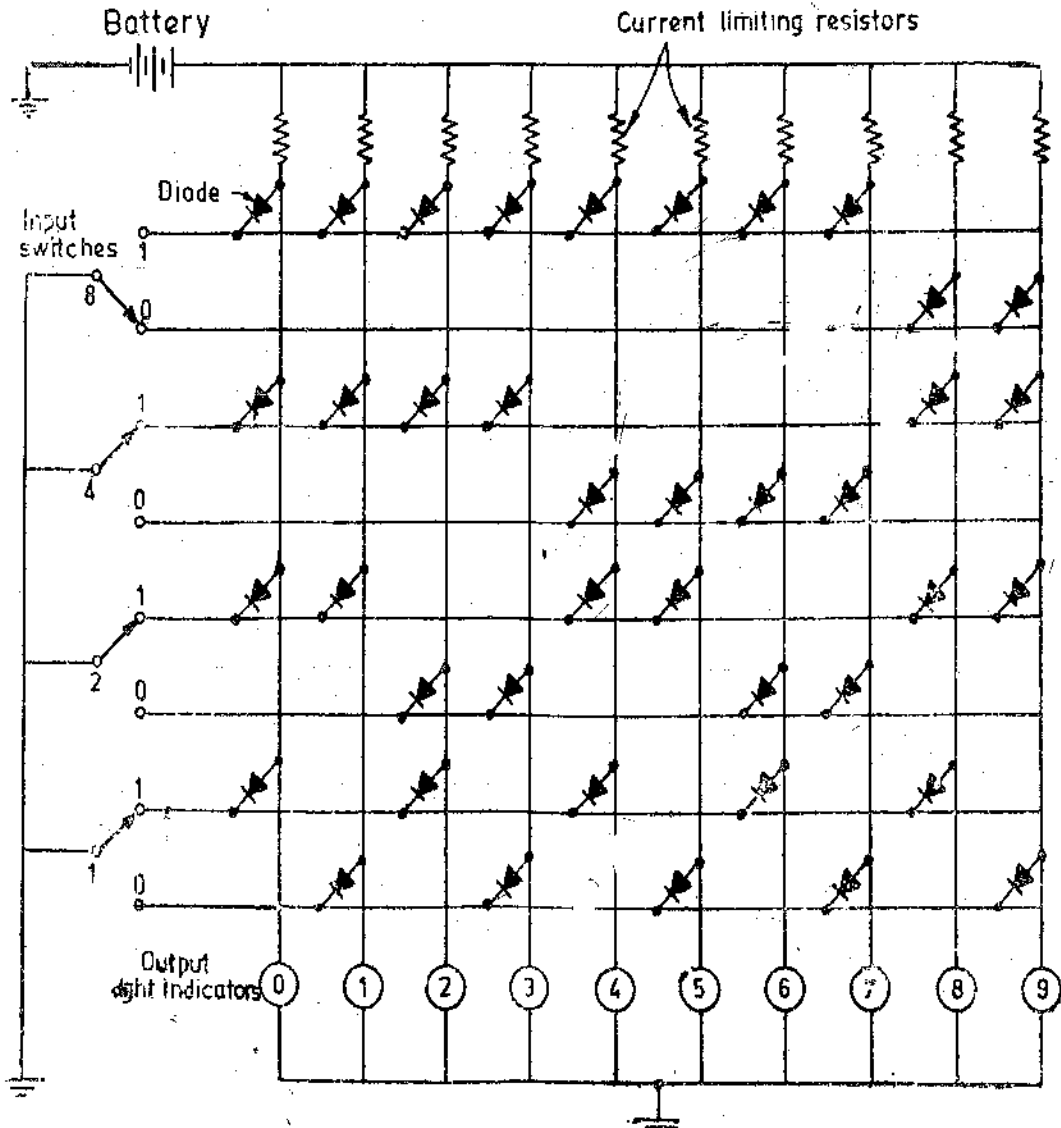 Battery
Current limiting resistors
Diode
Input
switches
1
8
0
1
4
0
1
2
0
1
1
0
Output
light indicators
0 1 2 3 4 5 6 7 8 9